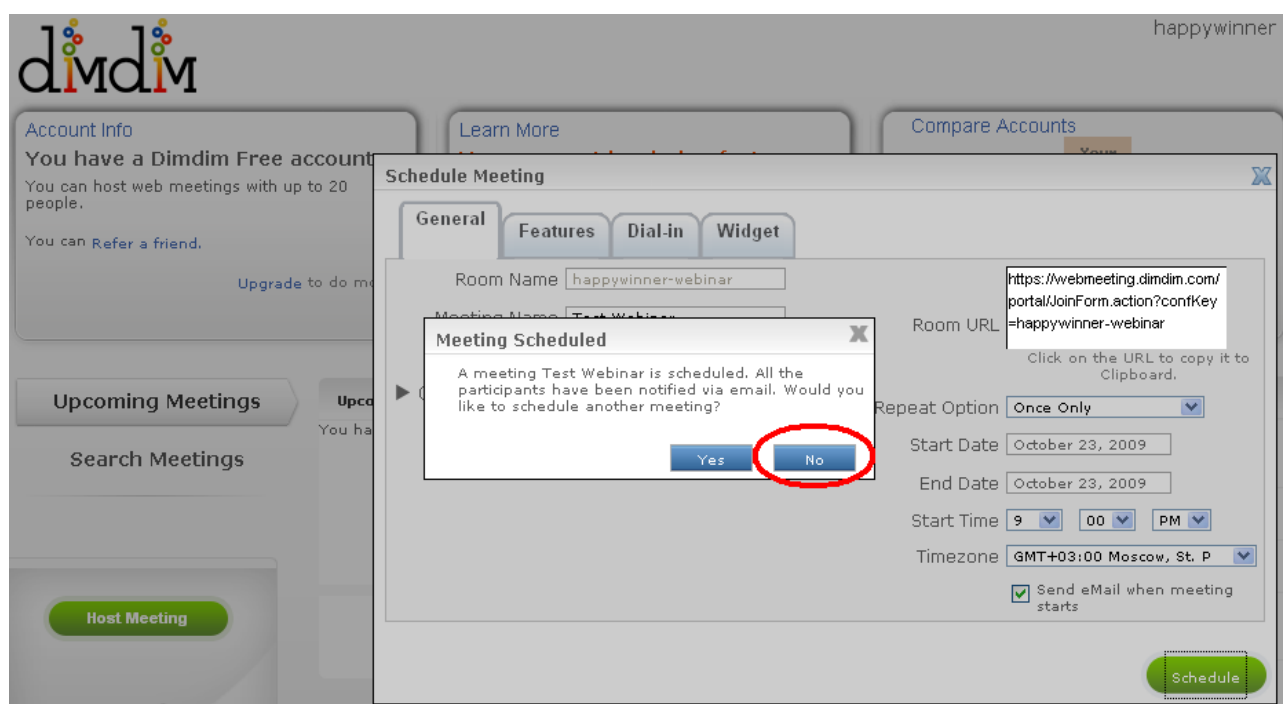 dimdim
happywinner
Account Info
You have a Dimdim Free account
You can host web meetings with up to 20
people.
You can Refer a friend.
Upgrade to do
Learn More
Compare Accounts
Your
Schedule Meeting
X
General
Features
Dial-in
Widget
Room Name happywinner-webinar
Meeting Name Test Webinar
Room URL
https://webmeeting.dimdim.com/
portal/JoinForm.action?confKey
=happywinner-webinar
Click on the URL to copy it to
Clipboard.
Meeting Scheduled
X
A meeting Test Webinar is scheduled. All the
participants have been notified via email. Would you
like to schedule another meeting?
Yes
No
Repeat Option Once Only
Start Date October 23, 2009
End Date October 23, 2009
Start Time 9 00 PM
Timezone GMT+03:00 Moscow, St. P
Send eMail when meeting
starts
Schedule
Upcoming Meetings
Search Meetings
You
Host Meeting